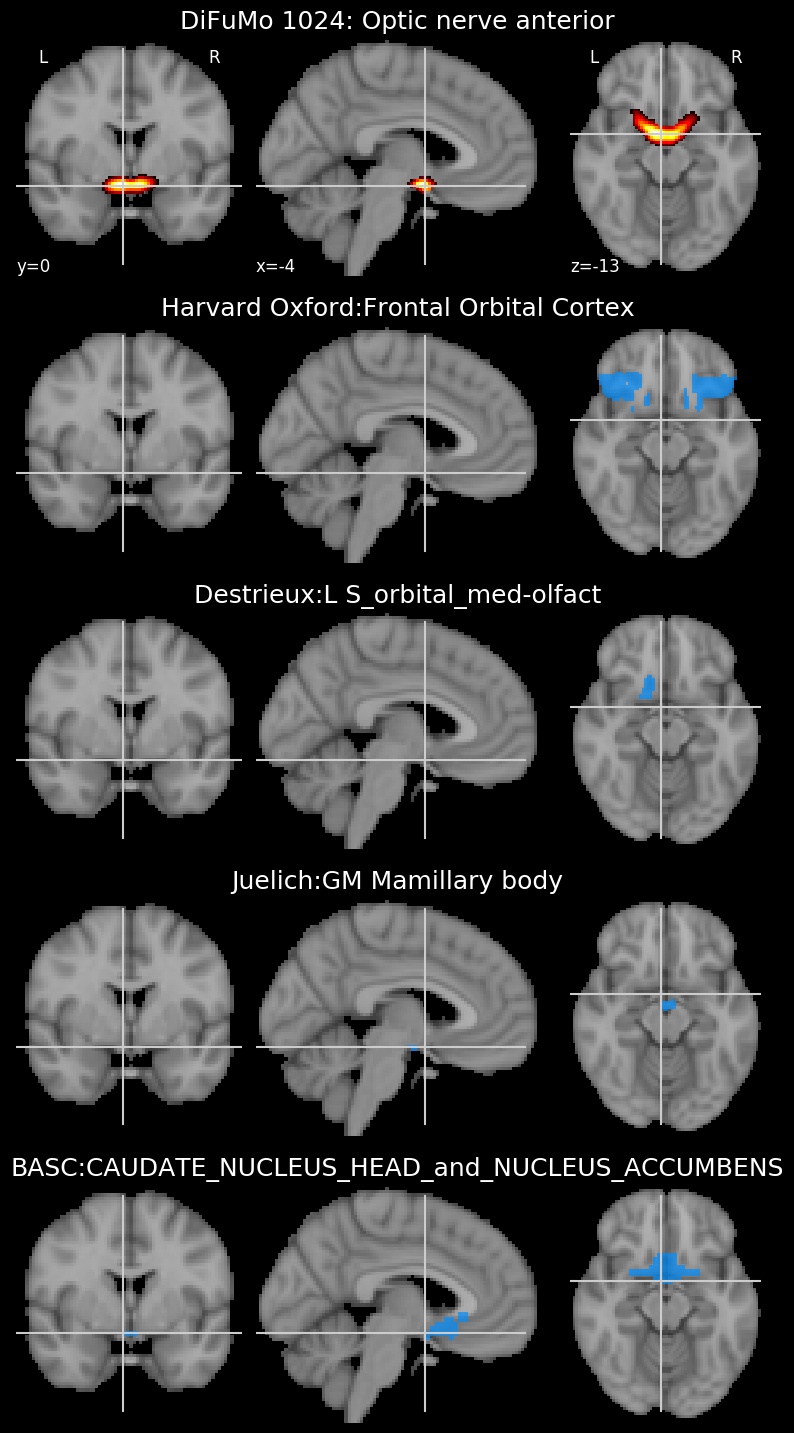 DiFuMo 1024: Optic nerve anterior
L R L R
y=0 x=-4 z=-13
Harvard Oxford:Frontal Orbital Cortex
Destrieux:L S_orbital_med-olfact
Juelich:GM Mamillary body
BASC:CAUDATE_NUCLEUS_HEAD_and_NUCLEUS_ACCUMBENS